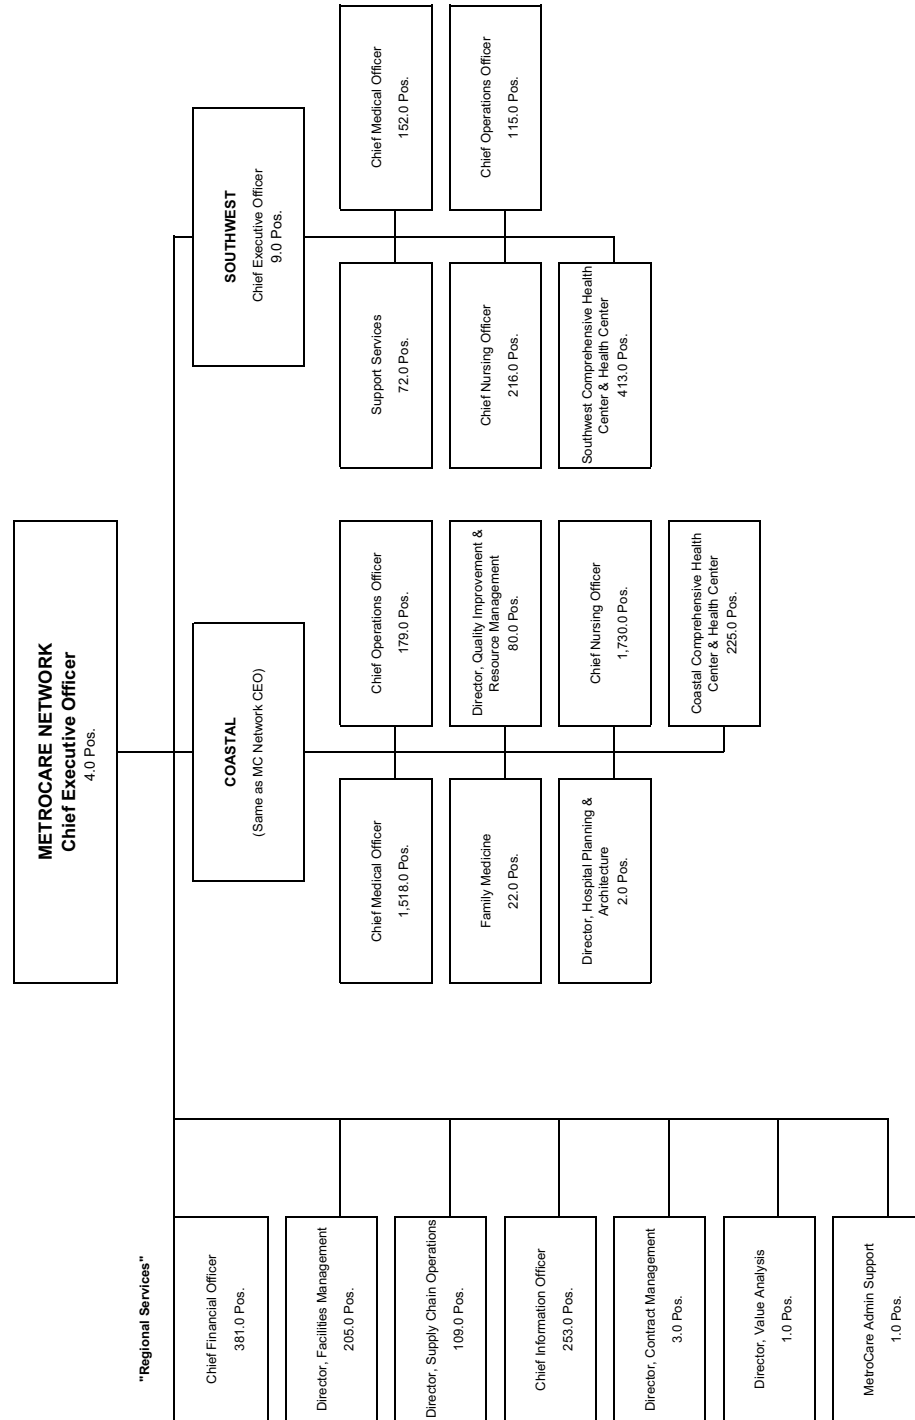 METROCARE NETWORK
Chief Executive Officer
4.0 Pos.
"Regional Services"
Chief Financial Officer
381.0 Pos.
Director, Facilities Management
205.0 Pos.
Director, Supply Chain Operations
109.0 Pos.
Chief Information Officer
253.0 Pos.
Director, Contract Management
3.0 Pos.
Director, Value Analysis
1.0 Pos.
MetroCare Admin Support
1.0 Pos.
COASTAL
(Same as MC Network CEO)
Chief Medical Officer
1,518.0 Pos.
Chief Operations Officer
179.0 Pos.
Family Medicine
22.0 Pos.
Director, Quality Improvement &
Resource Management
80.0 Pos.
Director, Hospital Planning &
Architecture
2.0 Pos.
Chief Nursing Officer
1,730.0 Pos.
Coastal Comprehensive Health
Center & Health Center
225.0 Pos.
SOUTHWEST
Chief Executive Officer
9.0 Pos.
Support Services
72.0 Pos.
Chief Medical Officer
152.0 Pos.
Chief Nursing Officer
216.0 Pos.
Chief Operations Officer
115.0 Pos.
Southwest Comprehensive Health
Center & Health Center
413.0 Pos.